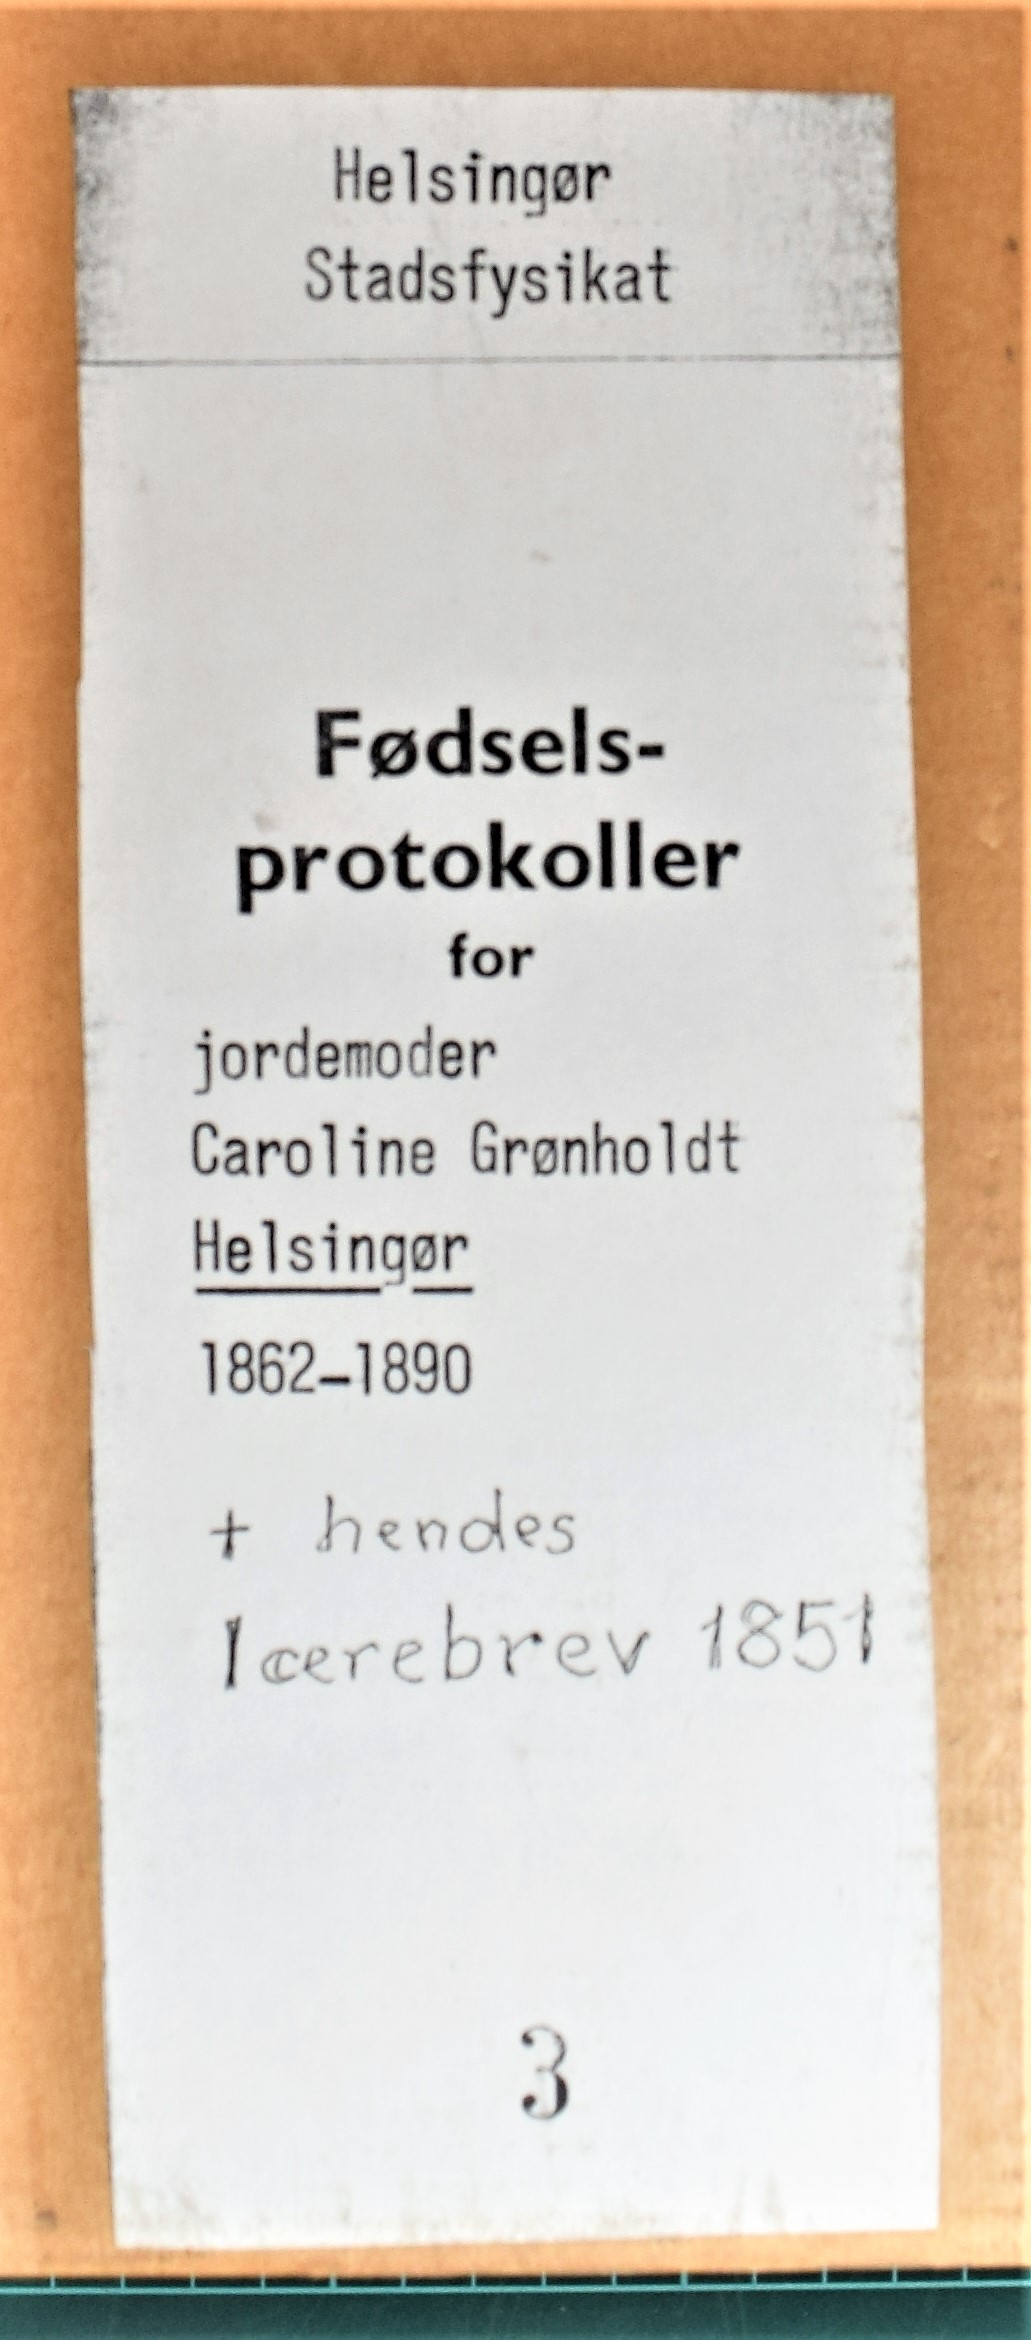 Helsingør
Stadsfysikat
Fødsels-
protokoller
for
jordemoder
Caroline Grønholdt
Helsingør
1862-1890
+ hendes
lærebrev 1851
3